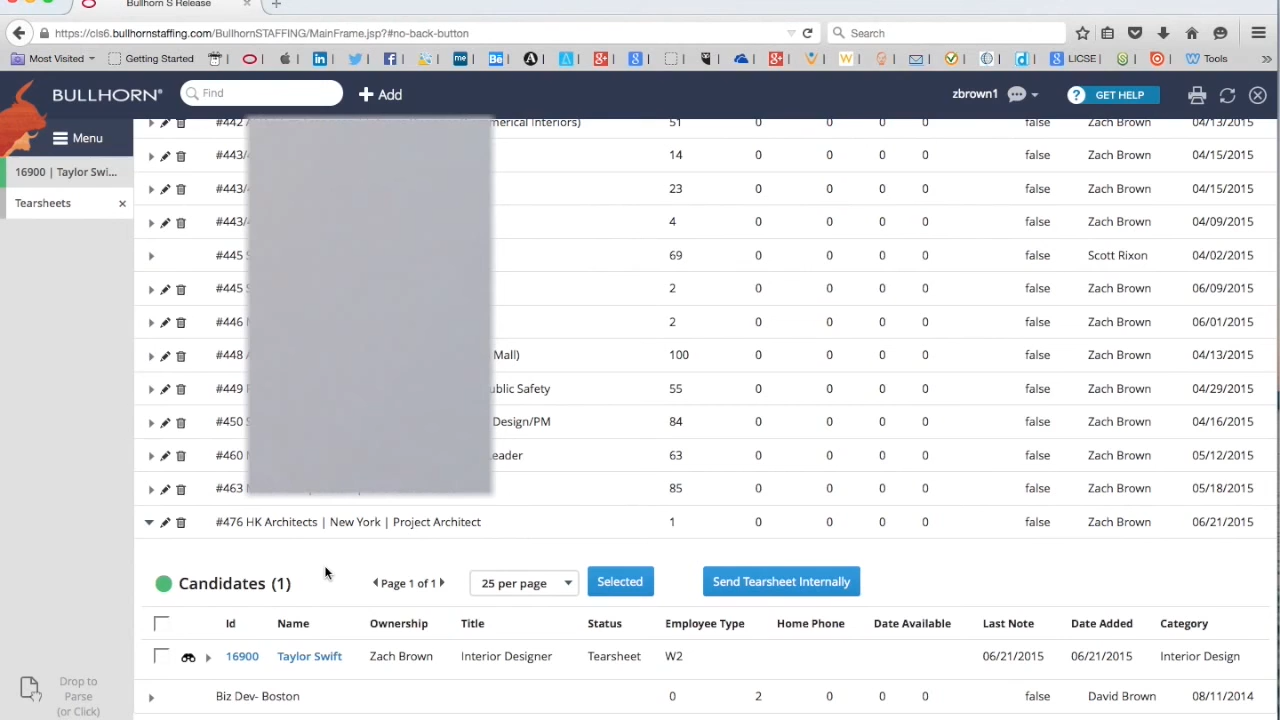 Bullhorn S Release
https://cls6.bullhornstaffing.com/BullhornSTAFFING/MainFrame.jsp?#no-back-button
Search
Most Visited Getting Started LICSE Tools
BULLHORN® Find Add zbrown1 GET HELP
Menu
16900 | Taylor Swi...
Tearsheets
#442 merical Interiors) 51 0 0 0 0 false Zach Brown 04/13/2015
#443/ 14 0 0 0 0 false Zach Brown 04/15/2015
#443/ 23 0 0 0 0 false Zach Brown 04/15/2015
#443/ 4 0 0 0 0 false Zach Brown 04/09/2015
#445 69 0 0 0 0 false Scott Rixon 04/02/2015
#445 2 0 0 0 0 false Zach Brown 06/09/2015
#446 2 0 0 0 0 false Zach Brown 06/01/2015
#448 Mall) 100 0 0 0 0 false Zach Brown 04/13/2015
#449 ublic Safety 55 0 0 0 0 false Zach Brown 04/29/2015
#450 Design/PM 84 0 0 0 0 false Zach Brown 04/16/2015
#460 eader 63 0 0 0 0 false Zach Brown 05/12/2015
#463 85 0 0 0 0 false Zach Brown 05/18/2015
#476 HK Architects | New York | Project Architect 1 0 0 0 0 false Zach Brown 06/21/2015
Candidates (1) Page 1 of 1 25 per page Selected Send Tearsheet Internally
Id Name Ownership Title Status Employee Type Home Phone Date Available Last Note Date Added Category
16900 Taylor Swift Zach Brown Interior Designer Tearsheet W2 06/21/2015 06/21/2015 Interior Design
Biz Dev- Boston 0 2 0 0 false David Brown 08/11/2014
Drop to
Parse
(or Click)